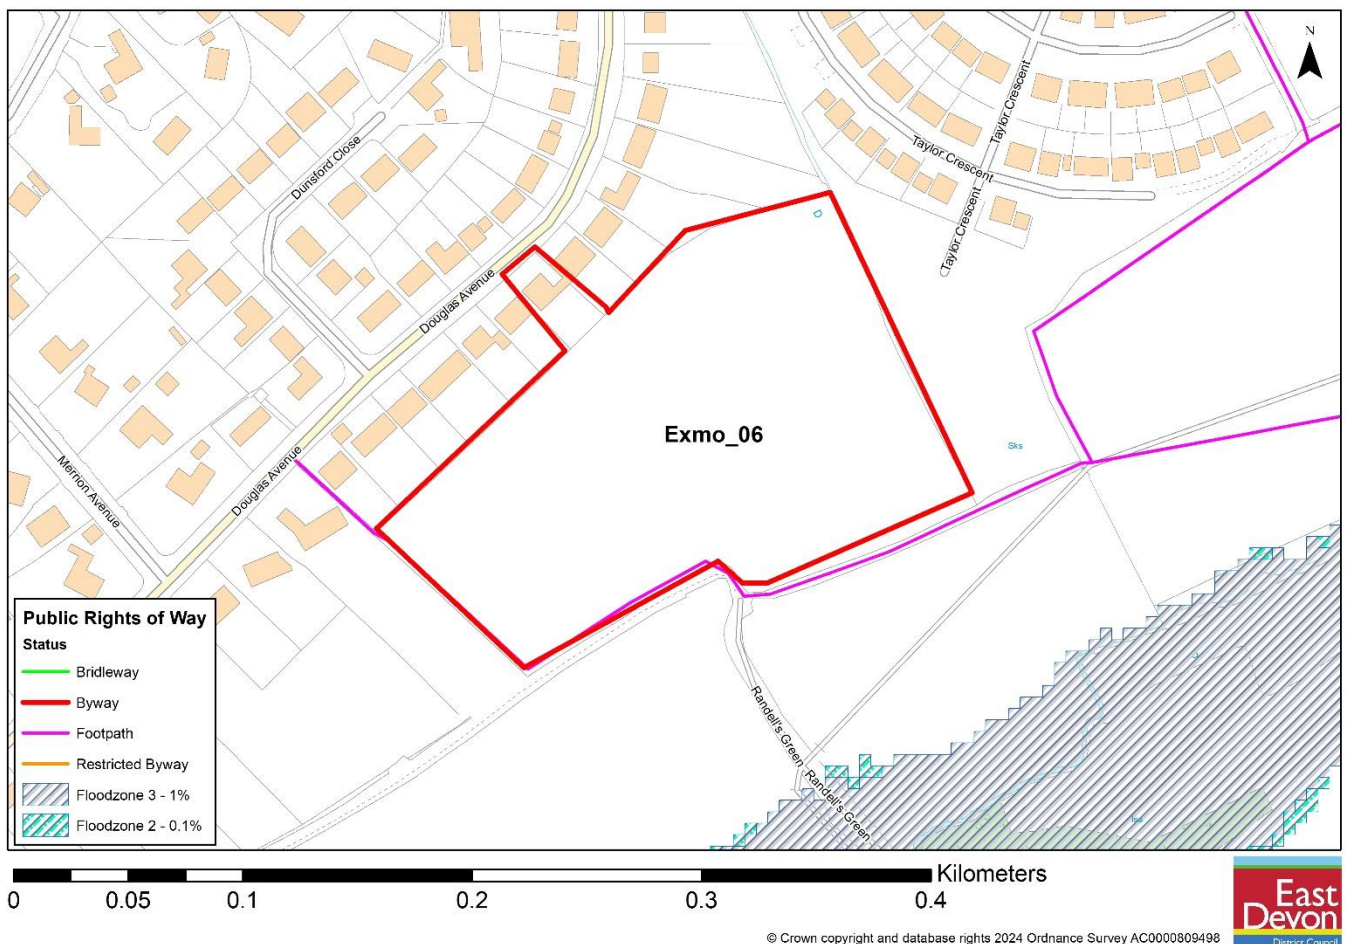 N
Dunsford Close
Taylor Crescent
Taylor Crescent
Taylor Crescent
D
Douglas Avenue
Exmo_06
Sks
Douglas Avenue
Mernon Avenue
Public Rights of Way
Status
Bridleway
Byway
Footpath
Restricted Byway
Floodzone 3 - 1%
Floodzone 2 - 0.1%
Randell's Green
Randell's Green
Kilometers
0 0.05 0.1 0.2 0.3 0.4
East
Devon
District Council
© Crown copyright and database rights 2024 Ordnance Survey AC0000809498